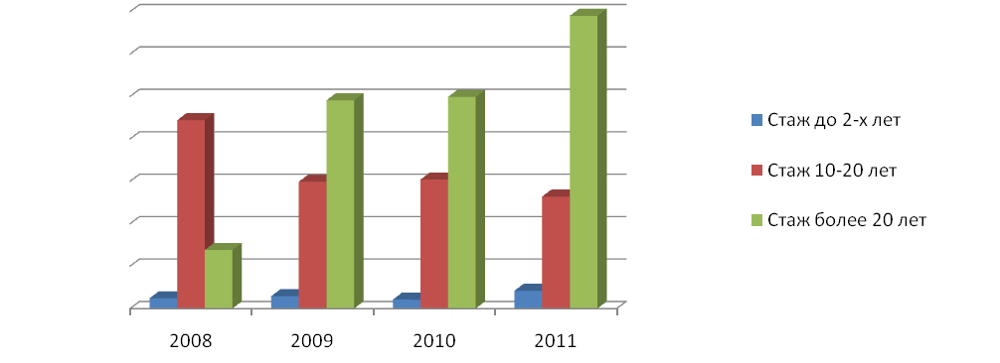 Стаж до 2-х лет
Стаж 10-20 лет
Стаж более 20 лет
2008 2009 2010 2011